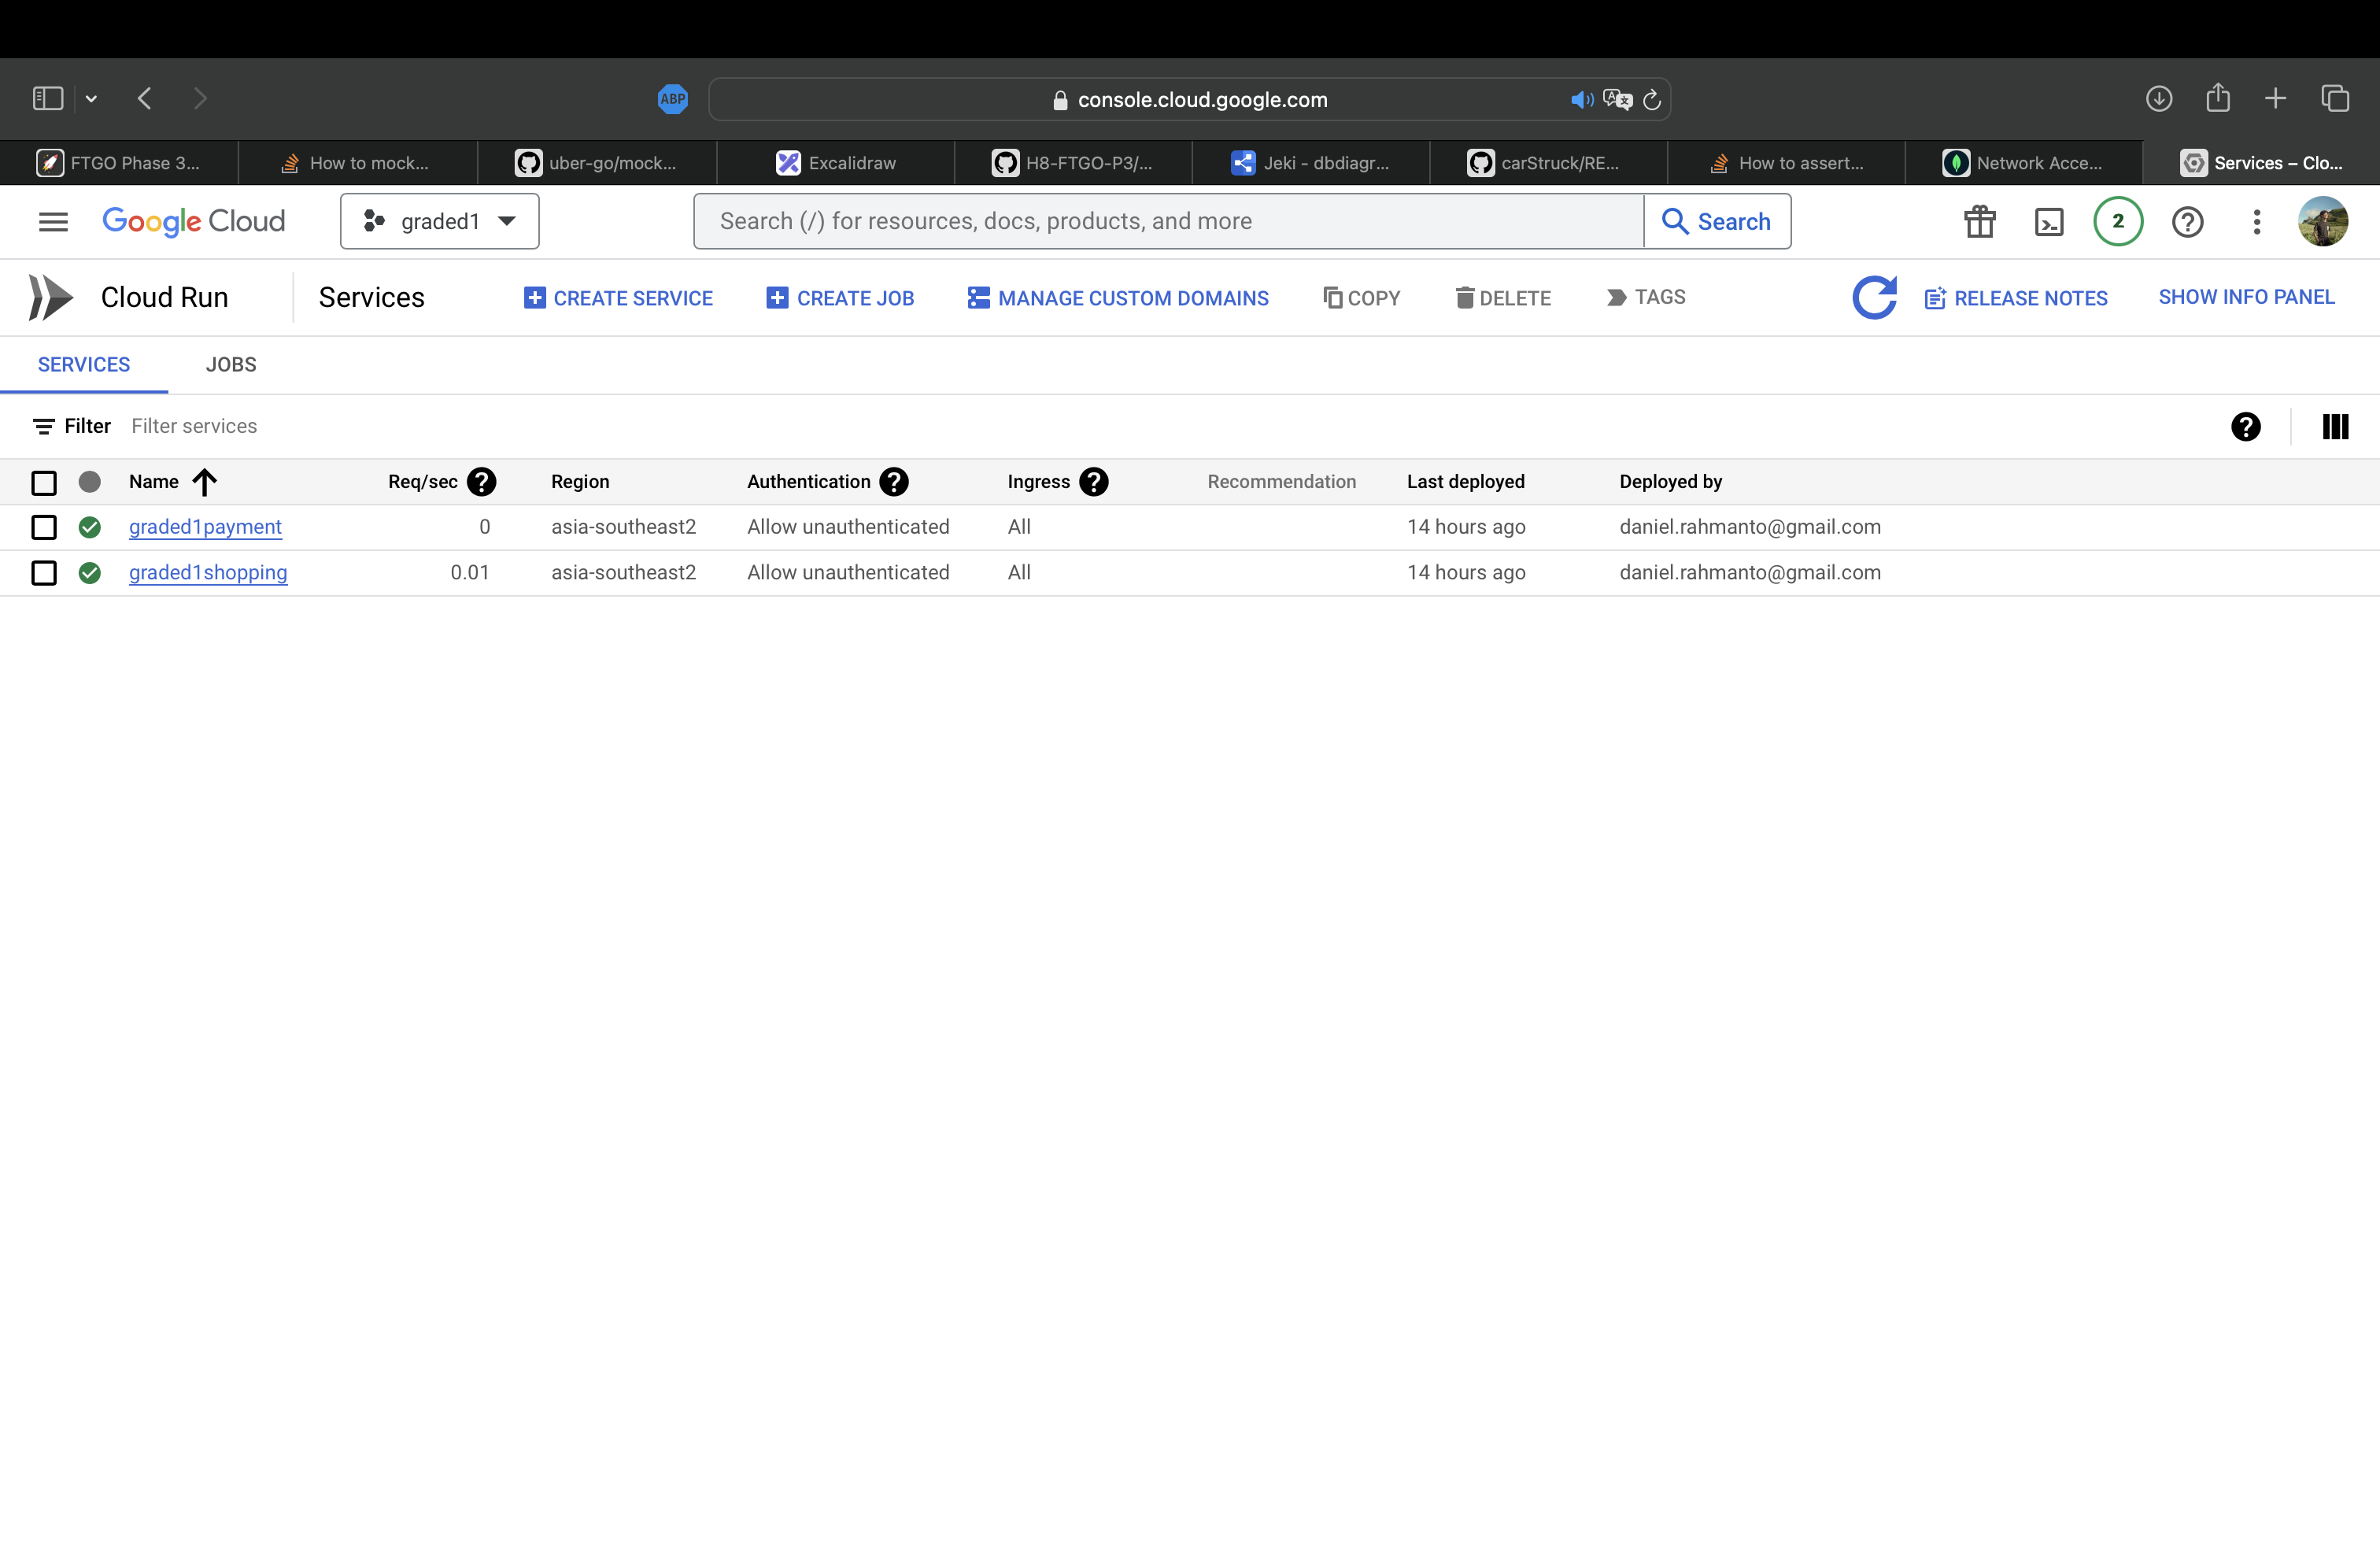 ABP
console.cloud.google.com
FTGO Phase 3...
How to mock...
uber-go/mock...
Excalidraw
H8-FTGO-P3/...
Jeki - dbdiagr...
carStruck/RE...
How to assert...
Network Acce...
Services – Clo...
Google Cloud
graded1
Search (/) for resources, docs, products, and more
Search
2
Cloud Run
Services
CREATE SERVICE
CREATE JOB
MANAGE CUSTOM DOMAINS
COPY
DELETE
TAGS
RELEASE NOTES
SHOW INFO PANEL
SERVICES
JOBS
Filter Filter services
Name Req/sec Region Authentication Ingress Recommendation Last deployed Deployed by
graded1payment 0 asia-southeast2 Allow unauthenticated All 14 hours ago daniel.rahmanto@gmail.com
graded1shopping 0.01 asia-southeast2 Allow unauthenticated All 14 hours ago daniel.rahmanto@gmail.com